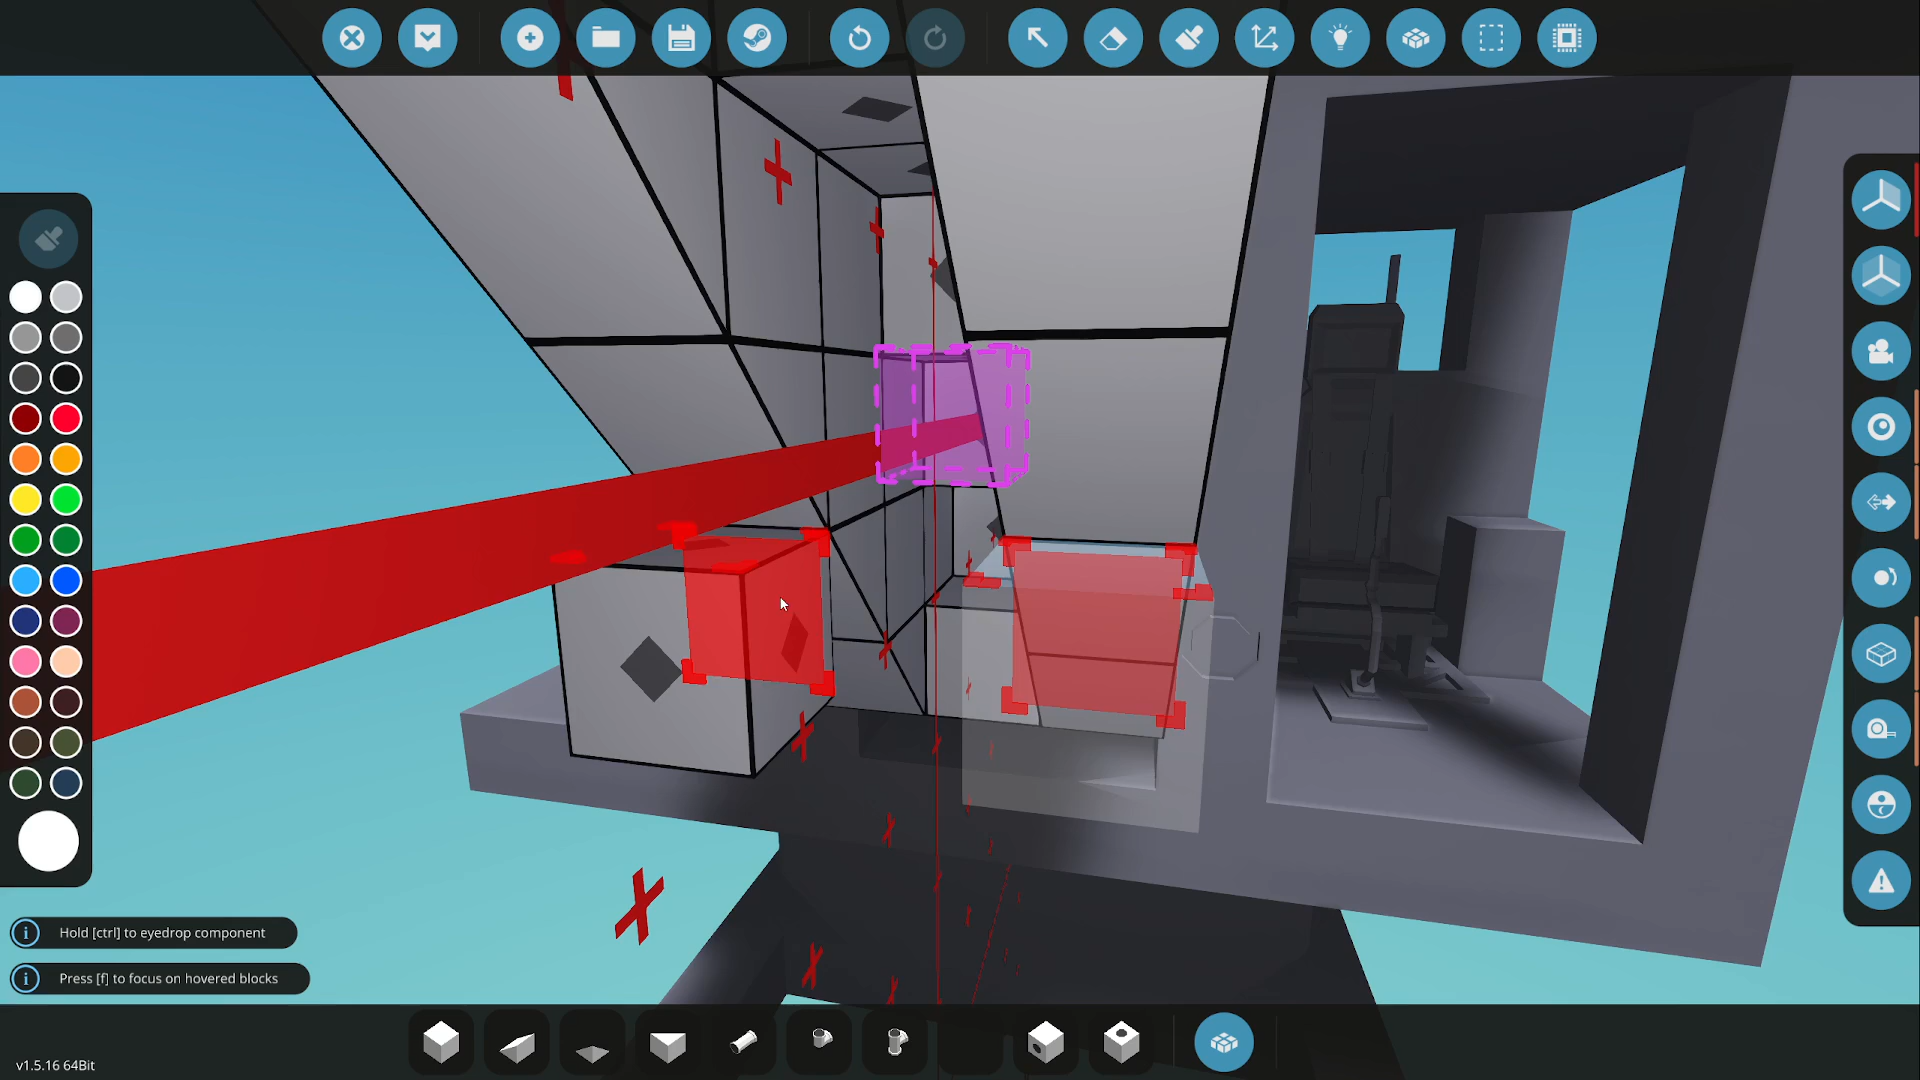 Hold [ctrl] to eyedrop component
Press [f] to focus on hovered blocks
v1.5.16 64Bit